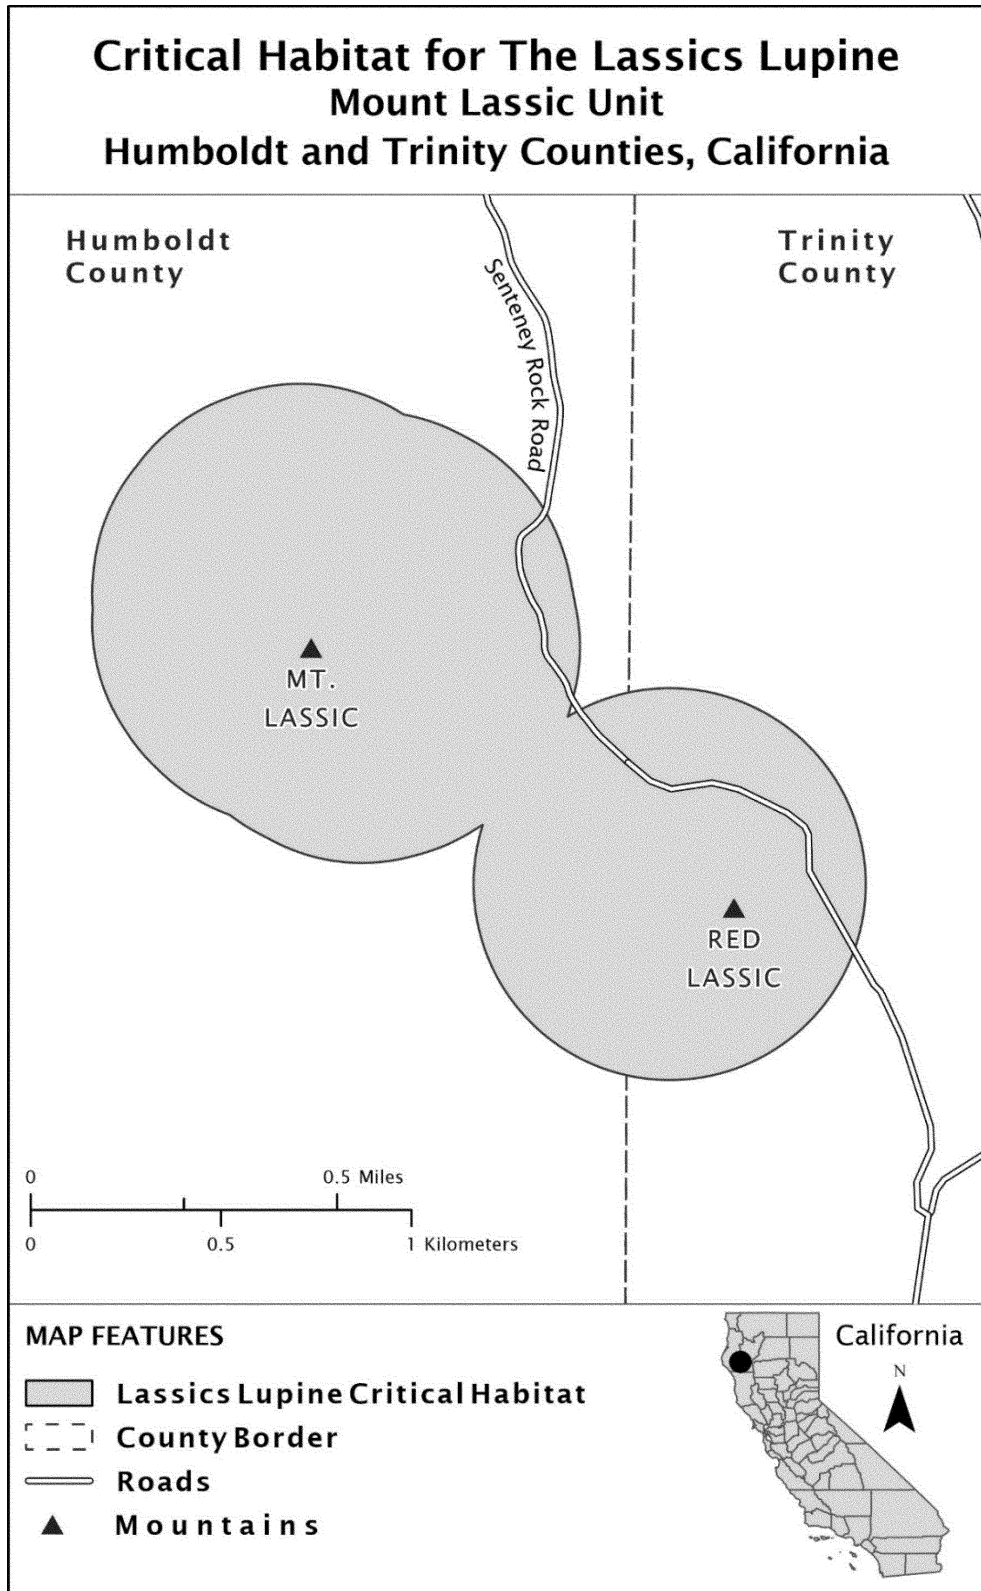 Critical Habitat for The Lassics Lupine
Mount Lassic Unit
Humboldt and Trinity Counties, California
Humboldt
County
Trinity
County
Senteney Rock Road
MT.
LASSIC
RED
LASSIC
0 0.5 Miles
0 0.5 1 Kilometers
MAP FEATURES
Lassics Lupine Critical Habitat
County Border
Roads
Mountains
California
N